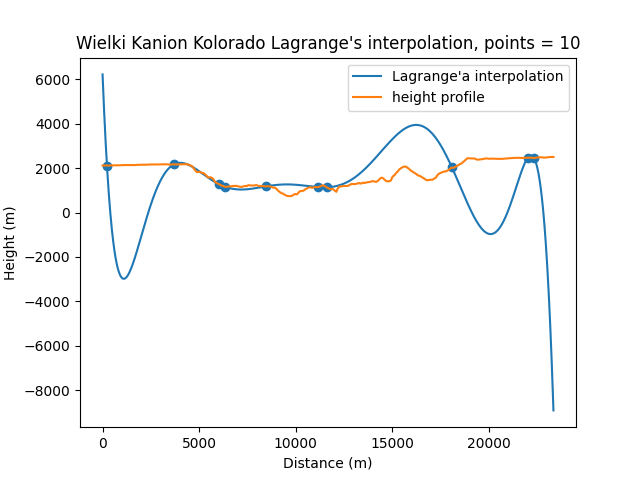 Wielki Kanion Kolorado Lagrange's interpolation, points = 10
Lagrange'a interpolation
height profile
6000
4000
2000
0
−2000
−4000
−6000
−8000
Height (m)
0
5000
10000
15000
20000
Distance (m)